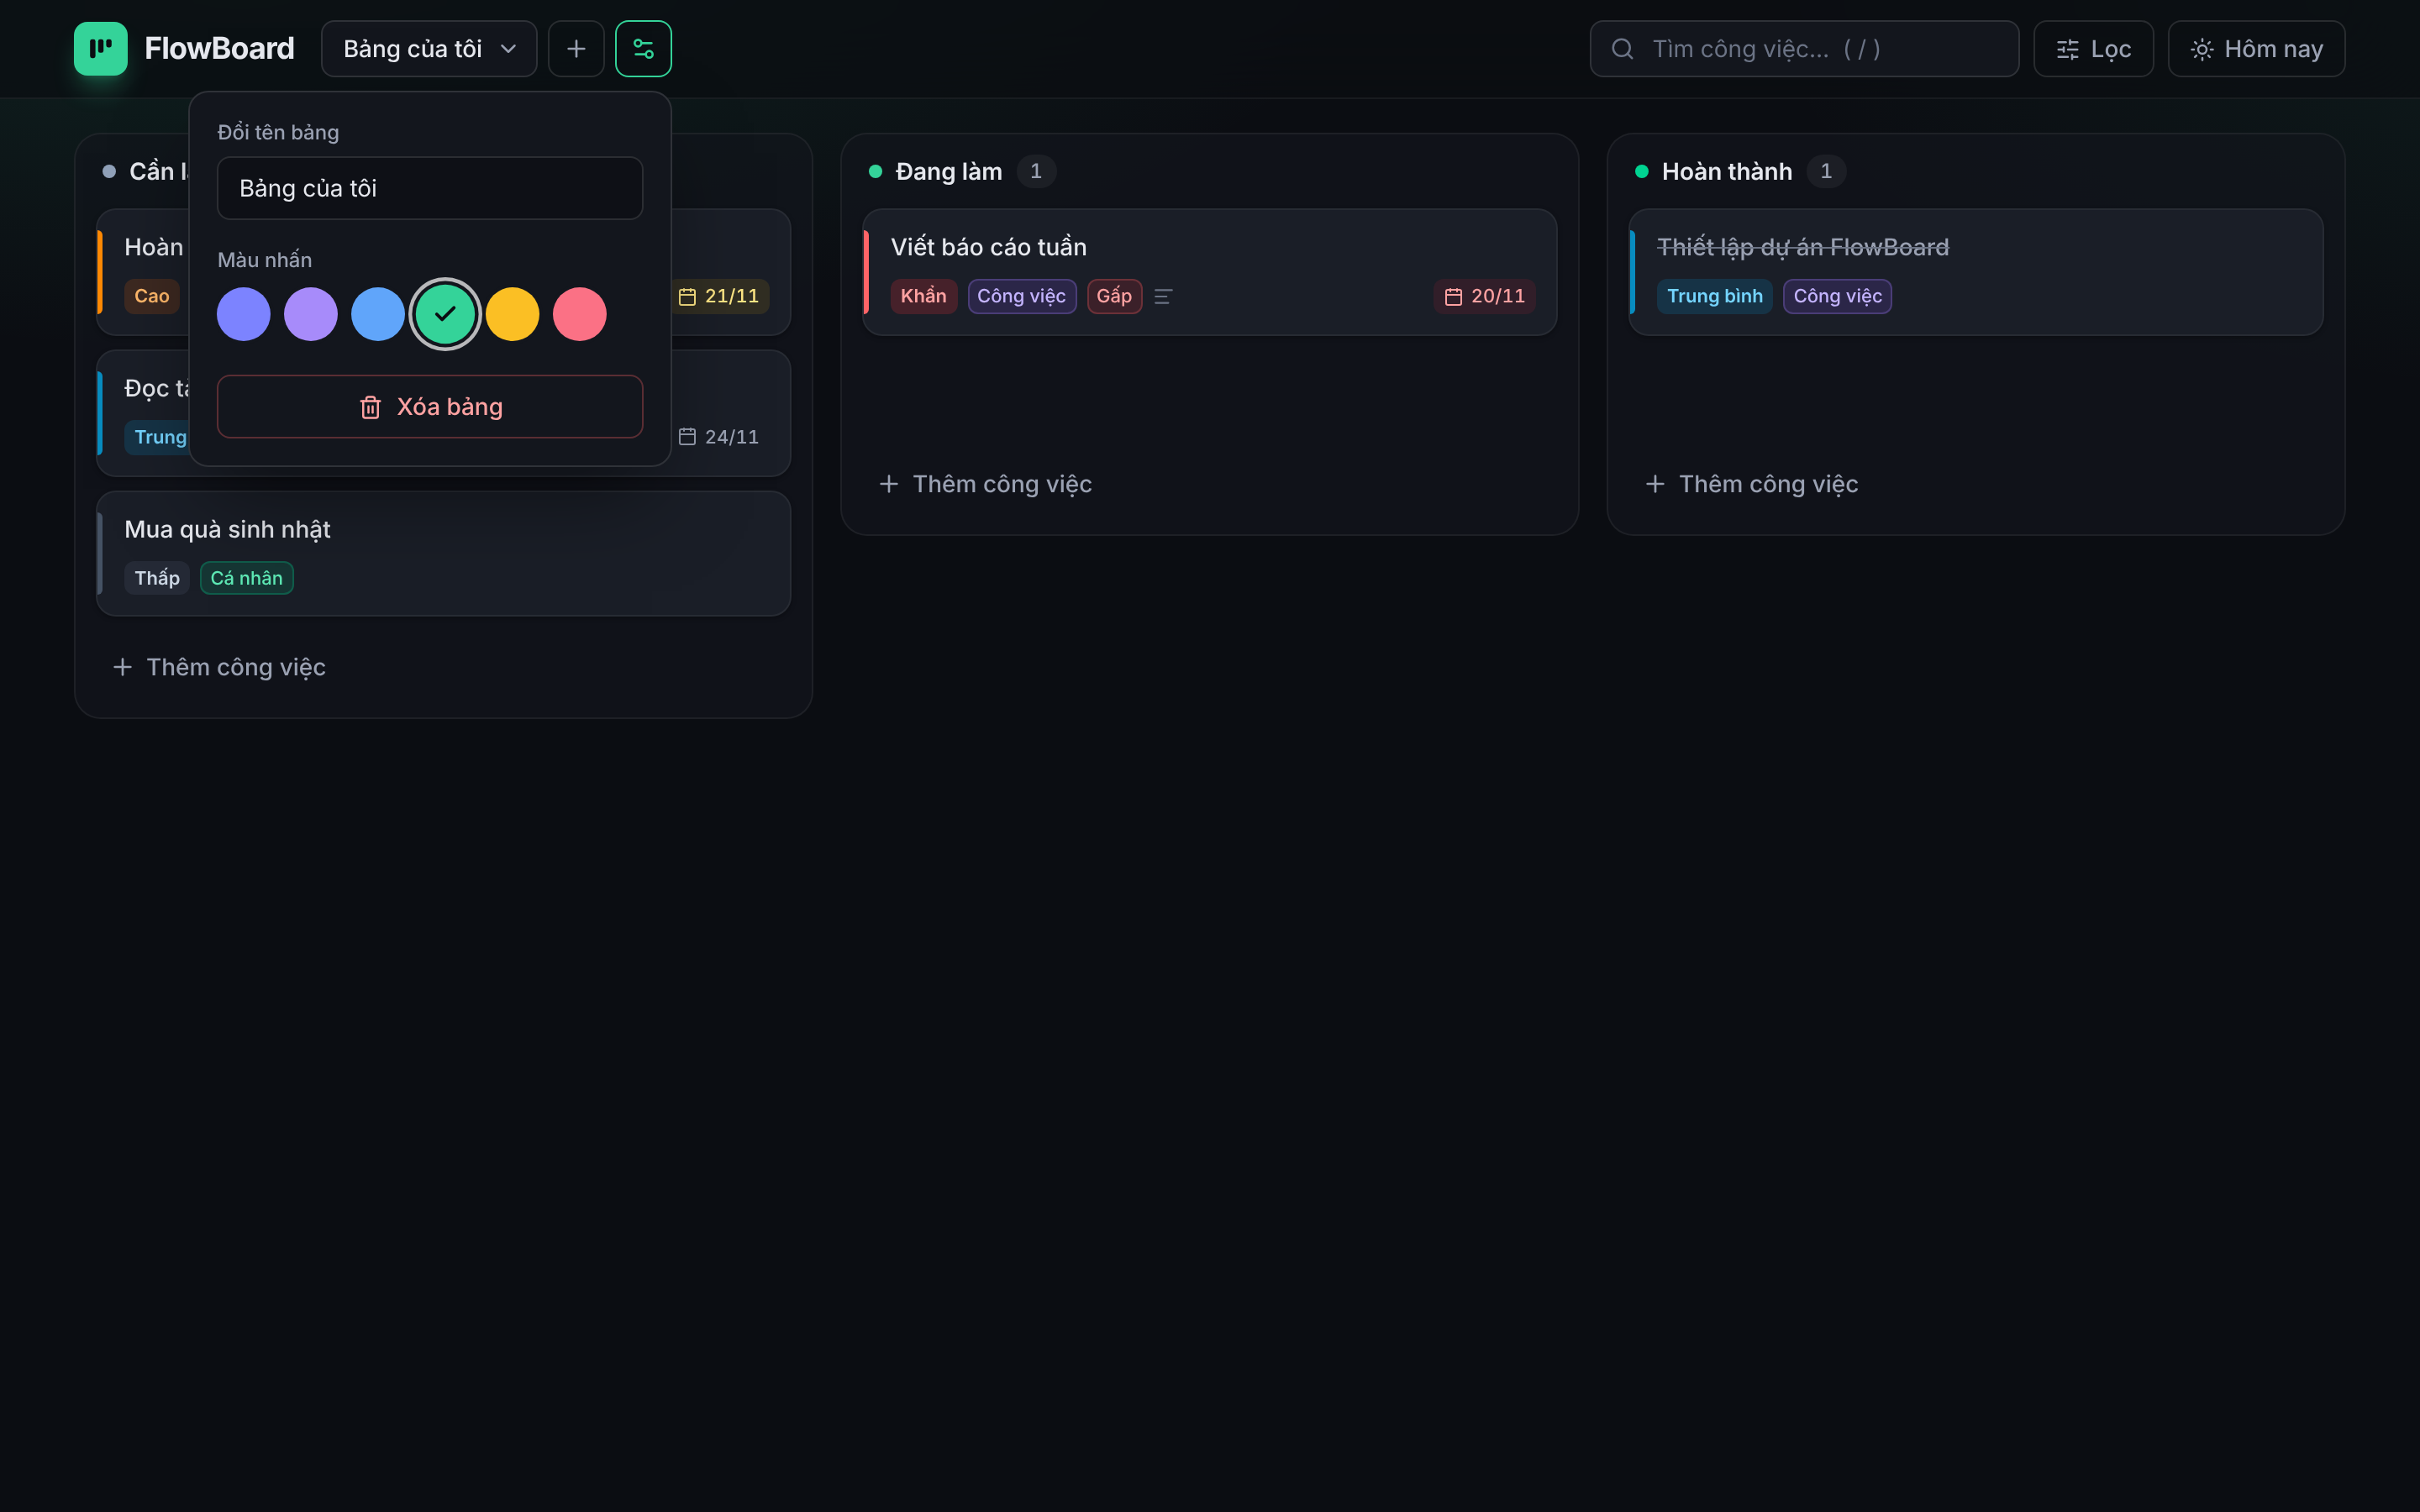 FlowBoard
Bảng của tôi
Tìm công việc... ( / )
Lọc
Hôm nay
Đổi tên bảng
Bảng của tôi
Màu nhấn
Xóa bảng
Cần
Hoàn
Cao
21/11
Đọc
Trung
24/11
Mua quà sinh nhật
Thấp
Cá nhân
Thêm công việc
Đang làm
1
Viết báo cáo tuần
Khẩn
Công việc
Gấp
20/11
Thêm công việc
Hoàn thành
1
Thiết lập dự án FlowBoard
Trung bình
Công việc
Thêm công việc